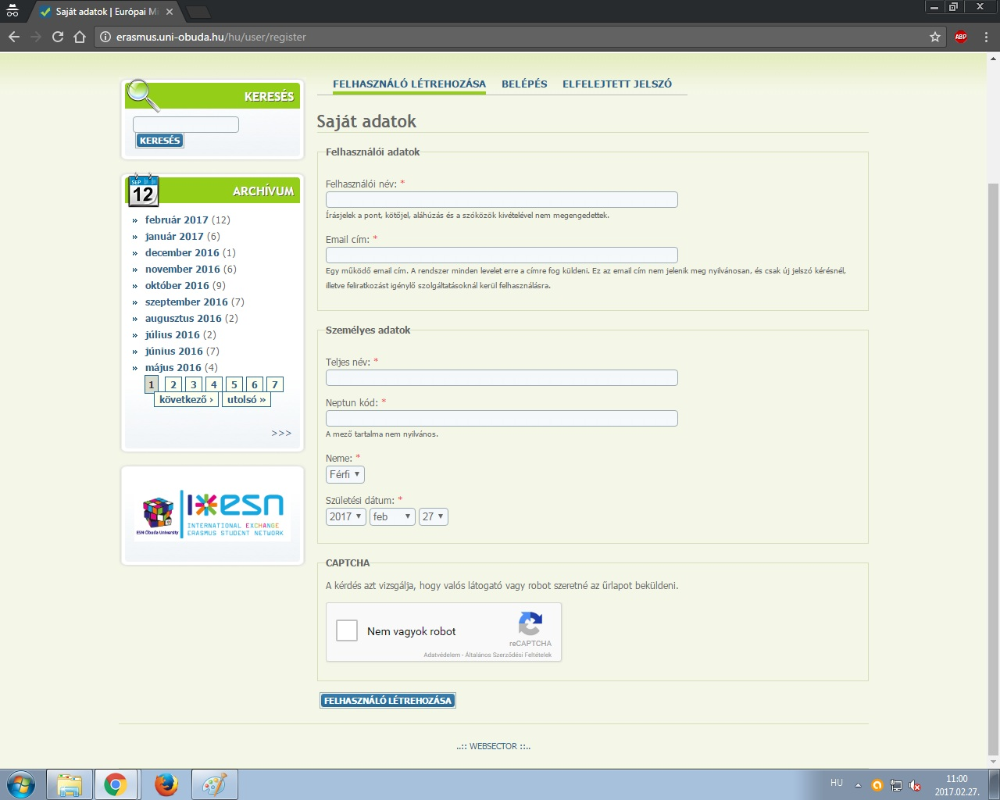 Saját adatok | Európai M
erasmus.uni-obuda.hu/hu/user/register
ABP
KERESÉS
KERESÉS
SEP
12
ARCHÍVUM
» február 2017 (12)
» január 2017 (6)
» december 2016 (1)
» november 2016 (6)
» október 2016 (9)
» szeptember 2016 (7)
» augusztus 2016 (2)
» július 2016 (2)
» június 2016 (7)
» május 2016 (4)
1 2 3 4 5 6 7
következő › utolsó »
>>>
ESN Óbuda University
esn
INTERNATIONAL EXCHANGE
ERASMUS STUDENT NETWORK
FELHASZNÁLÓ LÉTREHOZÁSA BELÉPÉS ELFELEJTETT JELSZÓ
Saját adatok
Felhasználói adatok
Felhasználói név: *
Írásjelek a pont, kötőjel, aláhúzás és a szóközök kivételével nem megengedettek.
Email cím: *
Egy működő email cím. A rendszer minden levelet erre a címre fog küldeni. Ez az email cím nem jelenik meg nyilvánosan, és csak új jelszó kérésnél,
illetve feliratkozást igénylő szolgáltatásoknál kerül felhasználásra.
Személyes adatok
Teljes név: *
Neptun kód: *
A mező tartalma nem nyilvános.
Neme: *
Férfi
Születési dátum: *
2017 feb 27
CAPTCHA
A kérdés azt vizsgálja, hogy valós látogató vagy robot szeretné az űrlapot beküldeni.
Nem vagyok robot
reCAPTCHA
Adatvédelem - Általános Szerződési Feltételek
FELHASZNÁLÓ LÉTREHOZÁSA
..:: WEBSECTOR ::..
HU
11:00
2017.02.27.